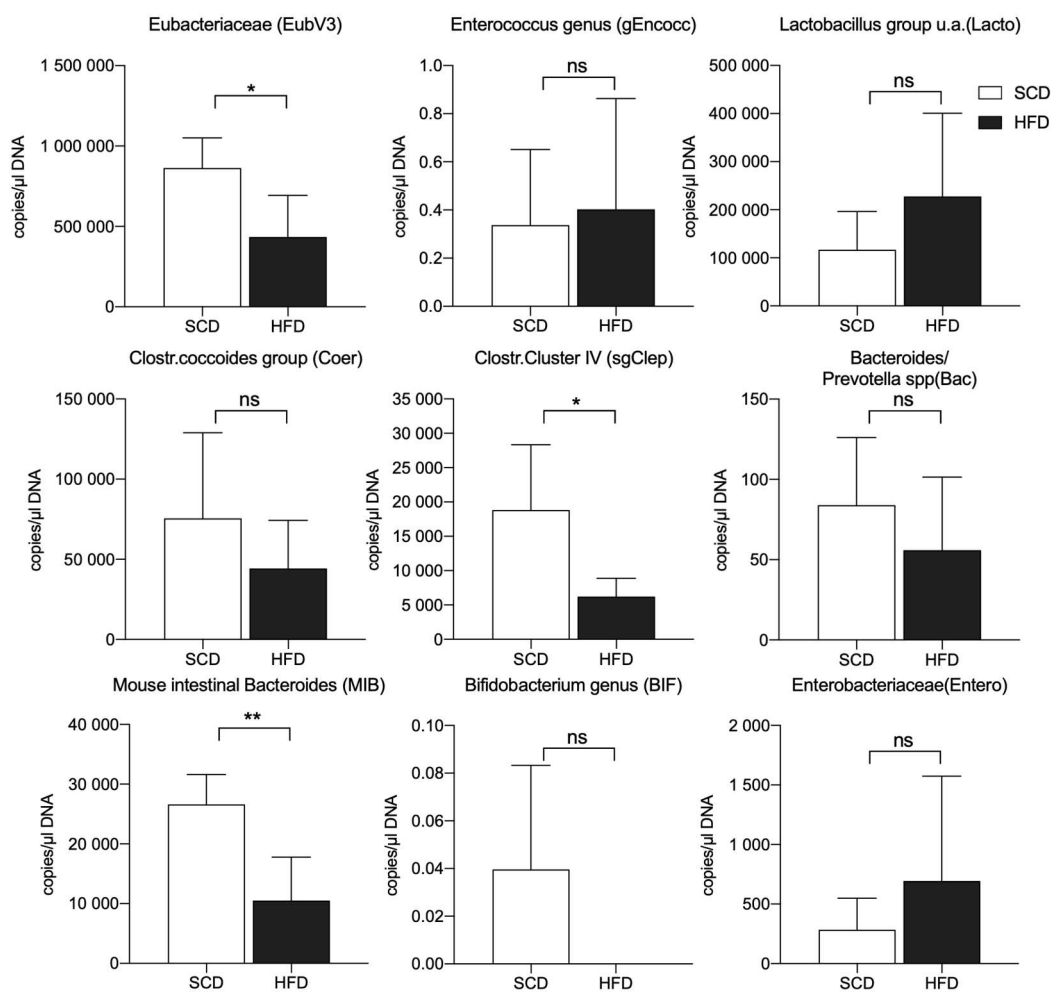 Eubacteriaceae (EubV3)
1 500 000
1 000 000
500 000
0
copies/µl DNA
*
SCD
HFD
Enterococcus genus (gEncocc)
1.0
0.8
0.6
0.4
0.2
0.0
copies/µl DNA
ns
SCD
HFD
Lactobacillus group u.a.(Lacto)
500 000
400 000
300 000
200 000
100 000
0
copies/µl DNA
ns
SCD
HFD
SCD
HFD
Clostr.coccoides group (Coer)
150 000
100 000
50 000
0
copies/µl DNA
ns
SCD
HFD
Clostr.Cluster IV (sgClep)
35 000
30 000
25 000
20 000
15 000
10 000
5 000
0
copies/µl DNA
*
SCD
HFD
Bacteroides/
Prevotella spp(Bac)
150
100
50
0
copies/µl DNA
ns
SCD
HFD
Mouse intestinal Bacteroides (MIB)
40 000
30 000
20 000
10 000
0
copies/µl DNA
**
SCD
HFD
Bifidobacterium genus (BIF)
0.10
0.08
0.06
0.04
0.02
0.00
copies/µl DNA
ns
SCD
HFD
Enterobacteriaceae(Entero)
2 000
1 500
1 000
500
0
copies/µl DNA
ns
SCD
HFD